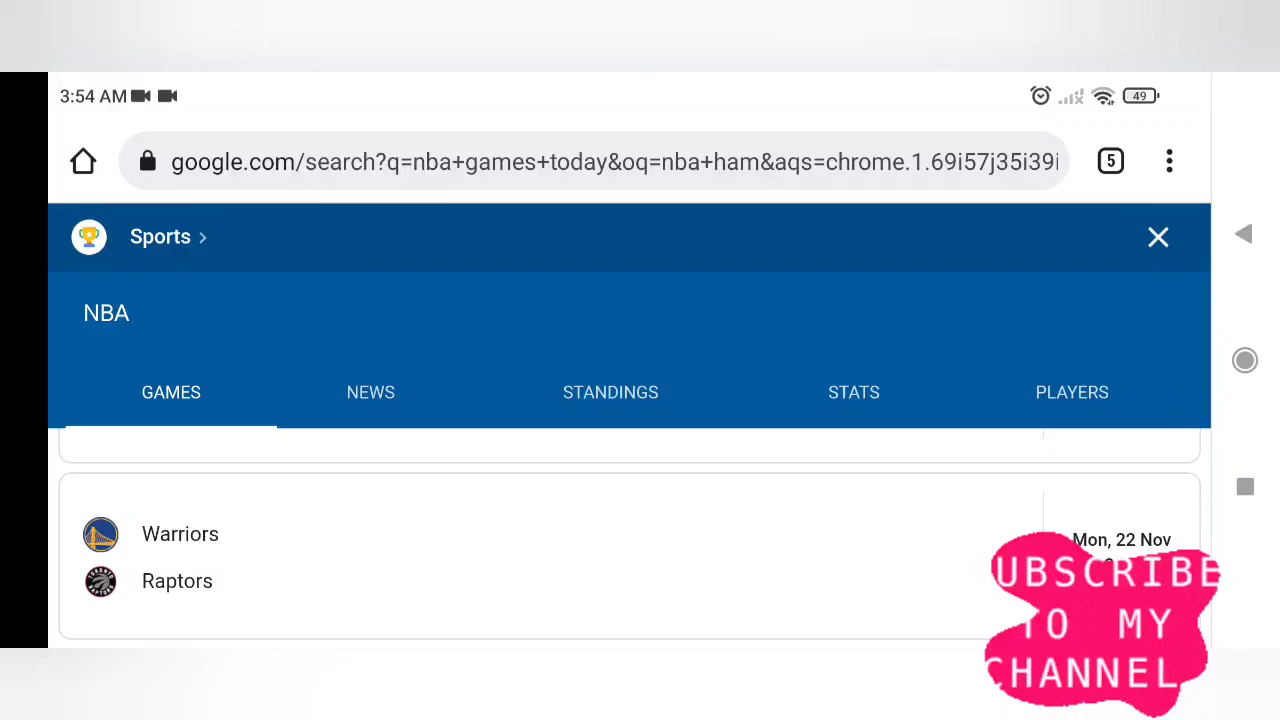 3:54 AM
49
google.com/search?q=nba+games+today&oq=nba+ham&aqs=chrome.1.69i57j35i39i
5
Sports
NBA
GAMES NEWS STANDINGS STATS PLAYERS
Warriors
Mon, 22 Nov
Raptors
UBSCRIBE
TO MY
CHANNEL